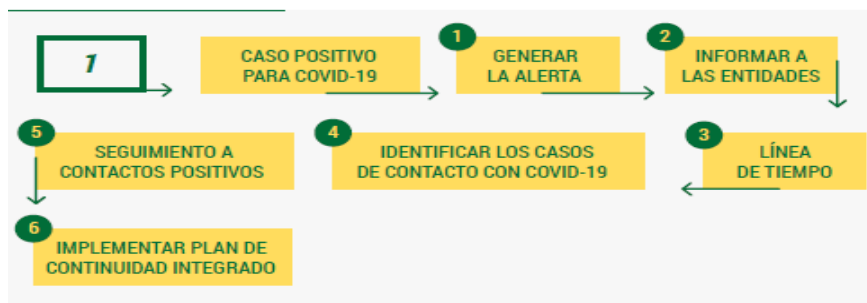 1
CASO POSITIVO
PARA COVID-19
1
GENERAR
LA ALERTA
2
INFORMAR A
LAS ENTIDADES
3
LÍNEA
DE TIEMPO
4
IDENTIFICAR LOS CASOS
DE CONTACTO CON COVID-19
5
SEGUIMIENTO A
CONTACTOS POSITIVOS
6
IMPLEMENTAR PLAN DE
CONTINUIDAD INTEGRADO